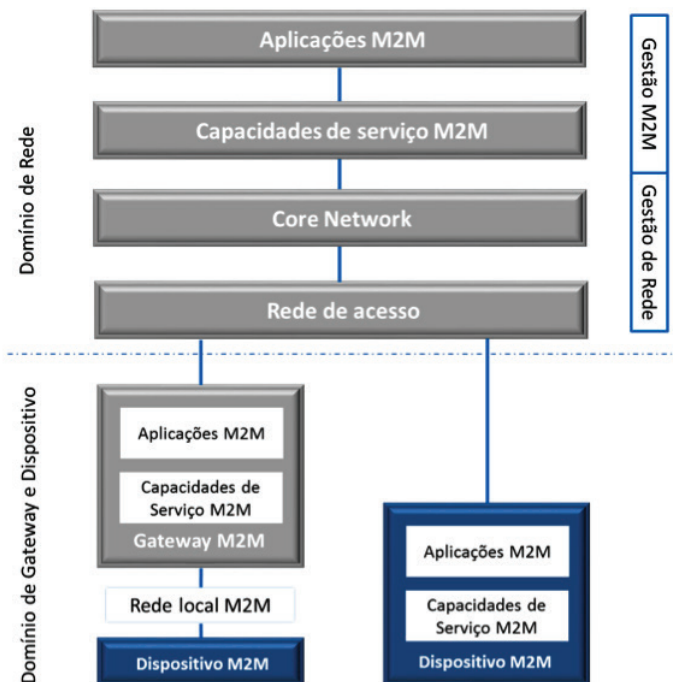 Aplicações M2M
Capacidades de serviço M2M
Core Network
Rede de acesso
Domínio de Rede
Gestão M2M
Gestão de Rede
Domínio de Gateway e Dispositivo
Aplicações M2M
Capacidades de
Serviço M2M
Gateway M2M
Rede local M2M
Dispositivo M2M
Aplicações M2M
Capacidades de
Serviço M2M
Dispositivo M2M